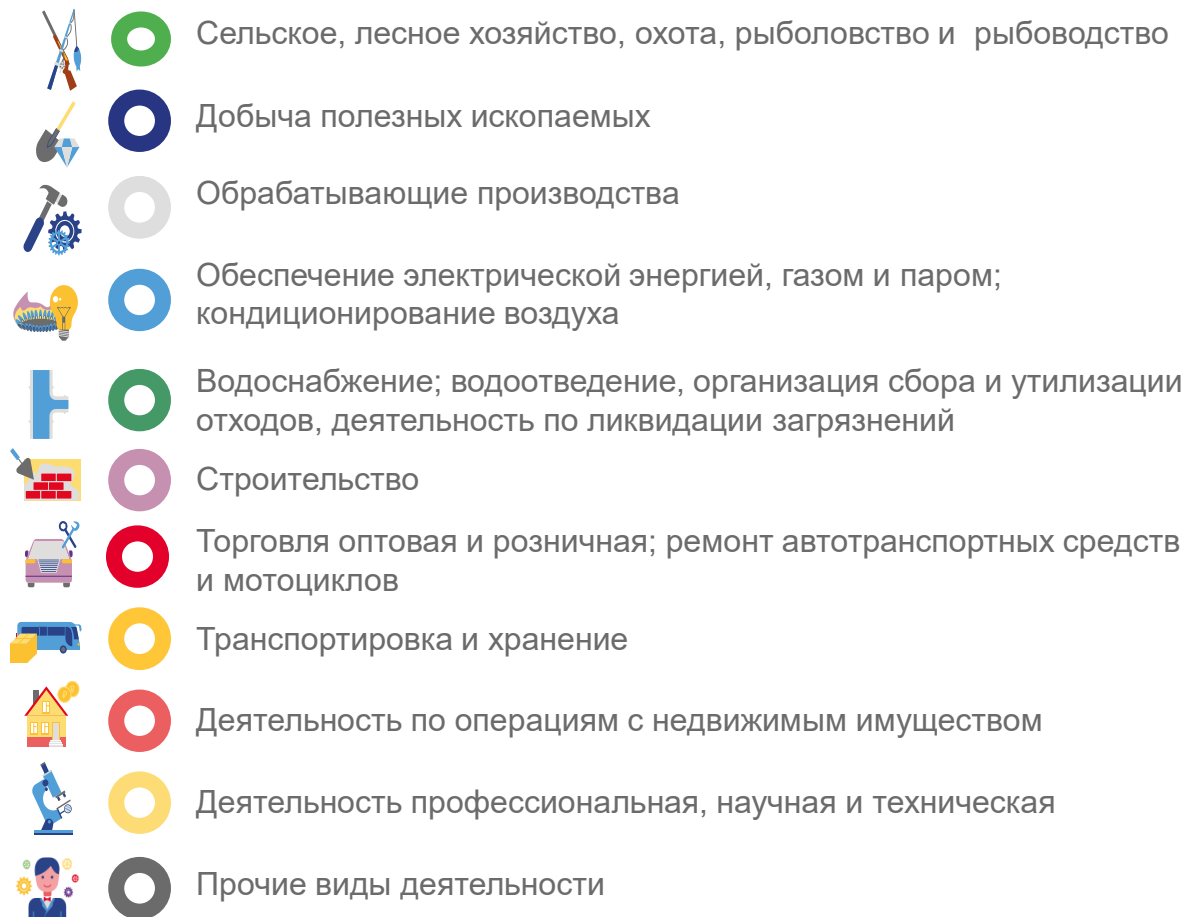 Сельское, лесное хозяйство, охота, рыболовство и рыбоводство
Добыча полезных ископаемых
Обрабатывающие производства
Обеспечение электрической энергией, газом и паром;
кондиционирование воздуха
Водоснабжение; водоотведение, организация сбора и утилизации
отходов, деятельность по ликвидации загрязнений
Строительство
Торговля оптовая и розничная; ремонт автотранспортных средств
и мотоциклов
Транспортировка и хранение
Деятельность по операциям с недвижимым имуществом
Деятельность профессиональная, научная и техническая
Прочие виды деятельности